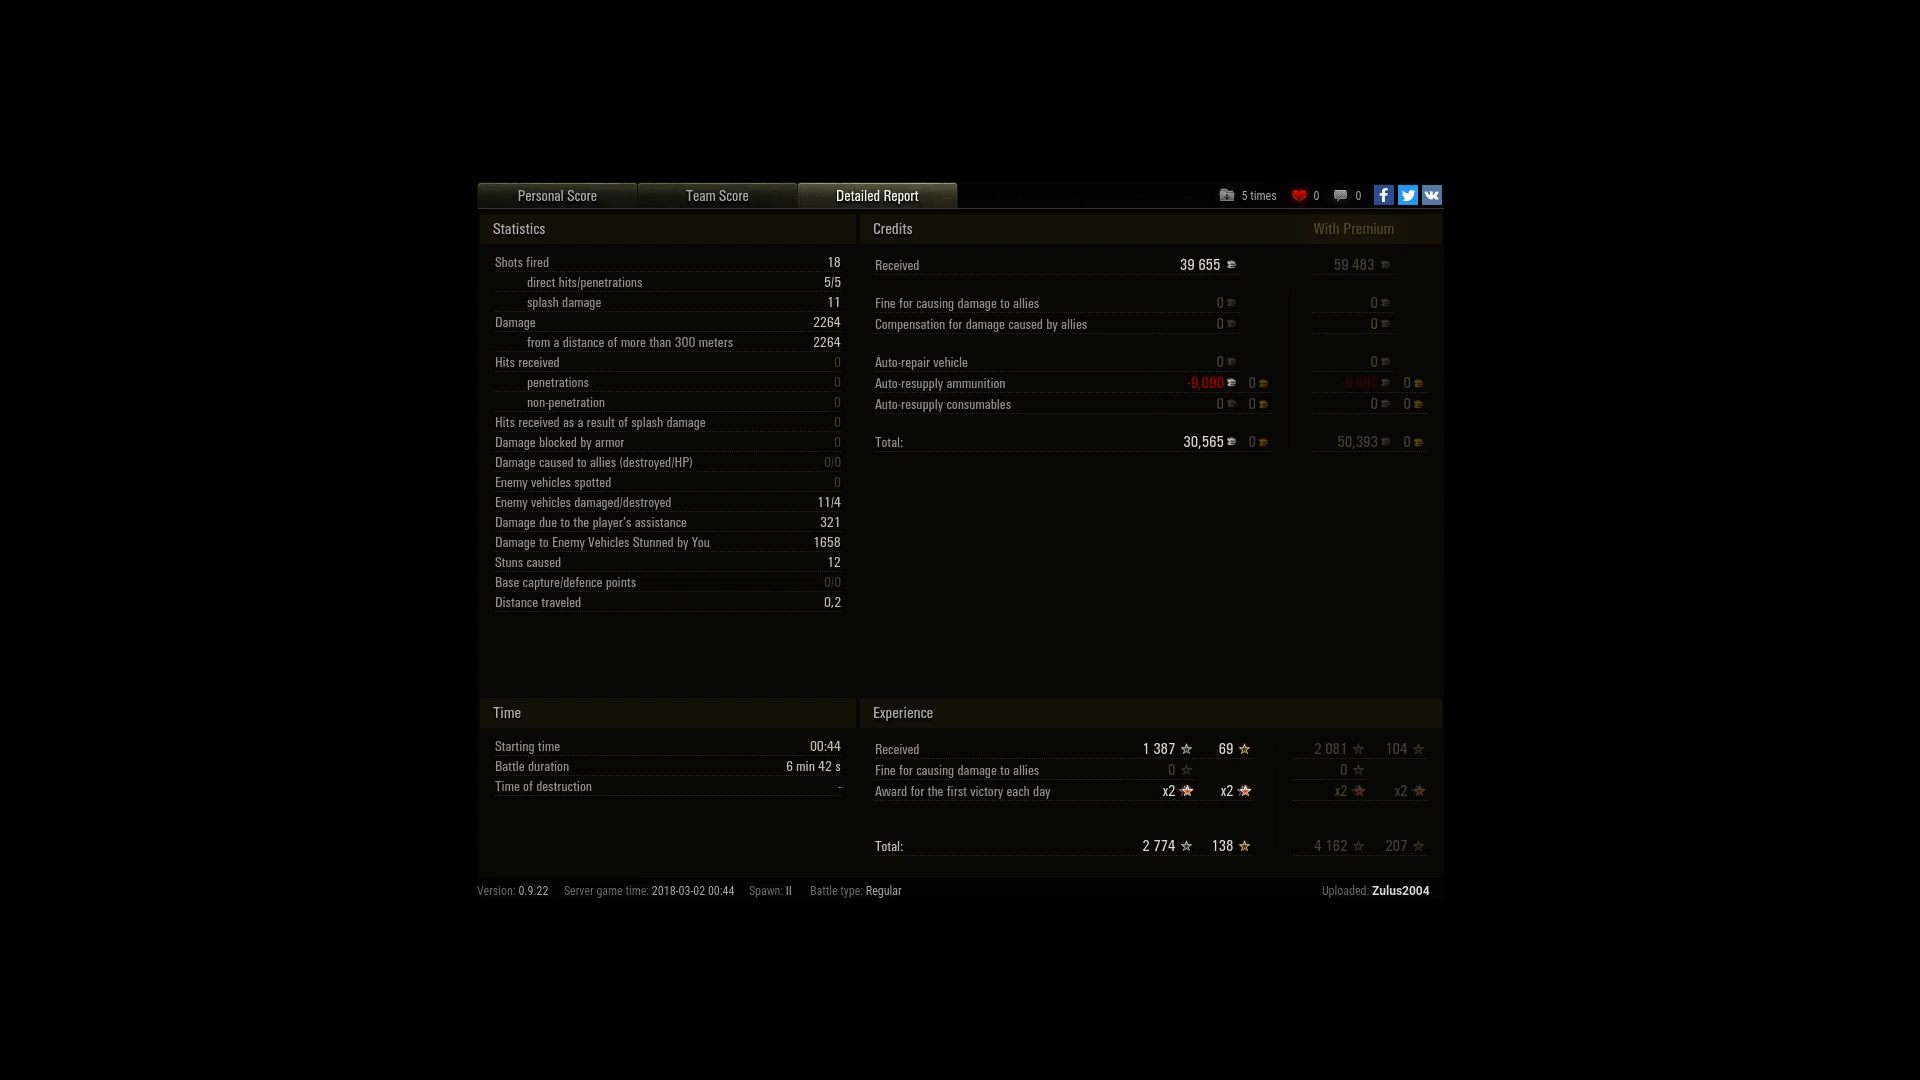 Personal Score Team Score Detailed Report 5 times 0 0
Statistics
Shots fired 18
direct hits/penetrations 5/5
splash damage 11
Damage 2264
from a distance of more than 300 meters 2264
Hits received 0
penetrations 0
non-penetration 0
Hits received as a result of splash damage 0
Damage blocked by armor 0
Damage caused to allies (destroyed/HP) 0/0
Enemy vehicles spotted 0
Enemy vehicles damaged/destroyed 11/4
Damage due to the player's assistance 321
Damage to Enemy Vehicles Stunned by You 1658
Stuns caused 12
Base capture/defence points 0/0
Distance traveled 0,2
Credits With Premium
Received 39 655 59 483
Fine for causing damage to allies 0 0
Compensation for damage caused by allies 0 0
Auto-repair vehicle 0 0
Auto-resupply ammunition -9,090 0 -9,090 0
Auto-resupply consumables 0 0 0 0
Total: 30,565 0 50,393 0
Time
Starting time 00:44
Battle duration 6 min 42 s
Time of destruction -
Experience
Received 1 387 69 2 081 104
Fine for causing damage to allies 0 0
Award for the first victory each day x2 x2 x2 x2
Total: 2 774 138 4 162 207
Version: 0.9.22 Server game time: 2018-03-02 00:44 Spawn: II Battle type: Regular Uploaded: Zulus2004